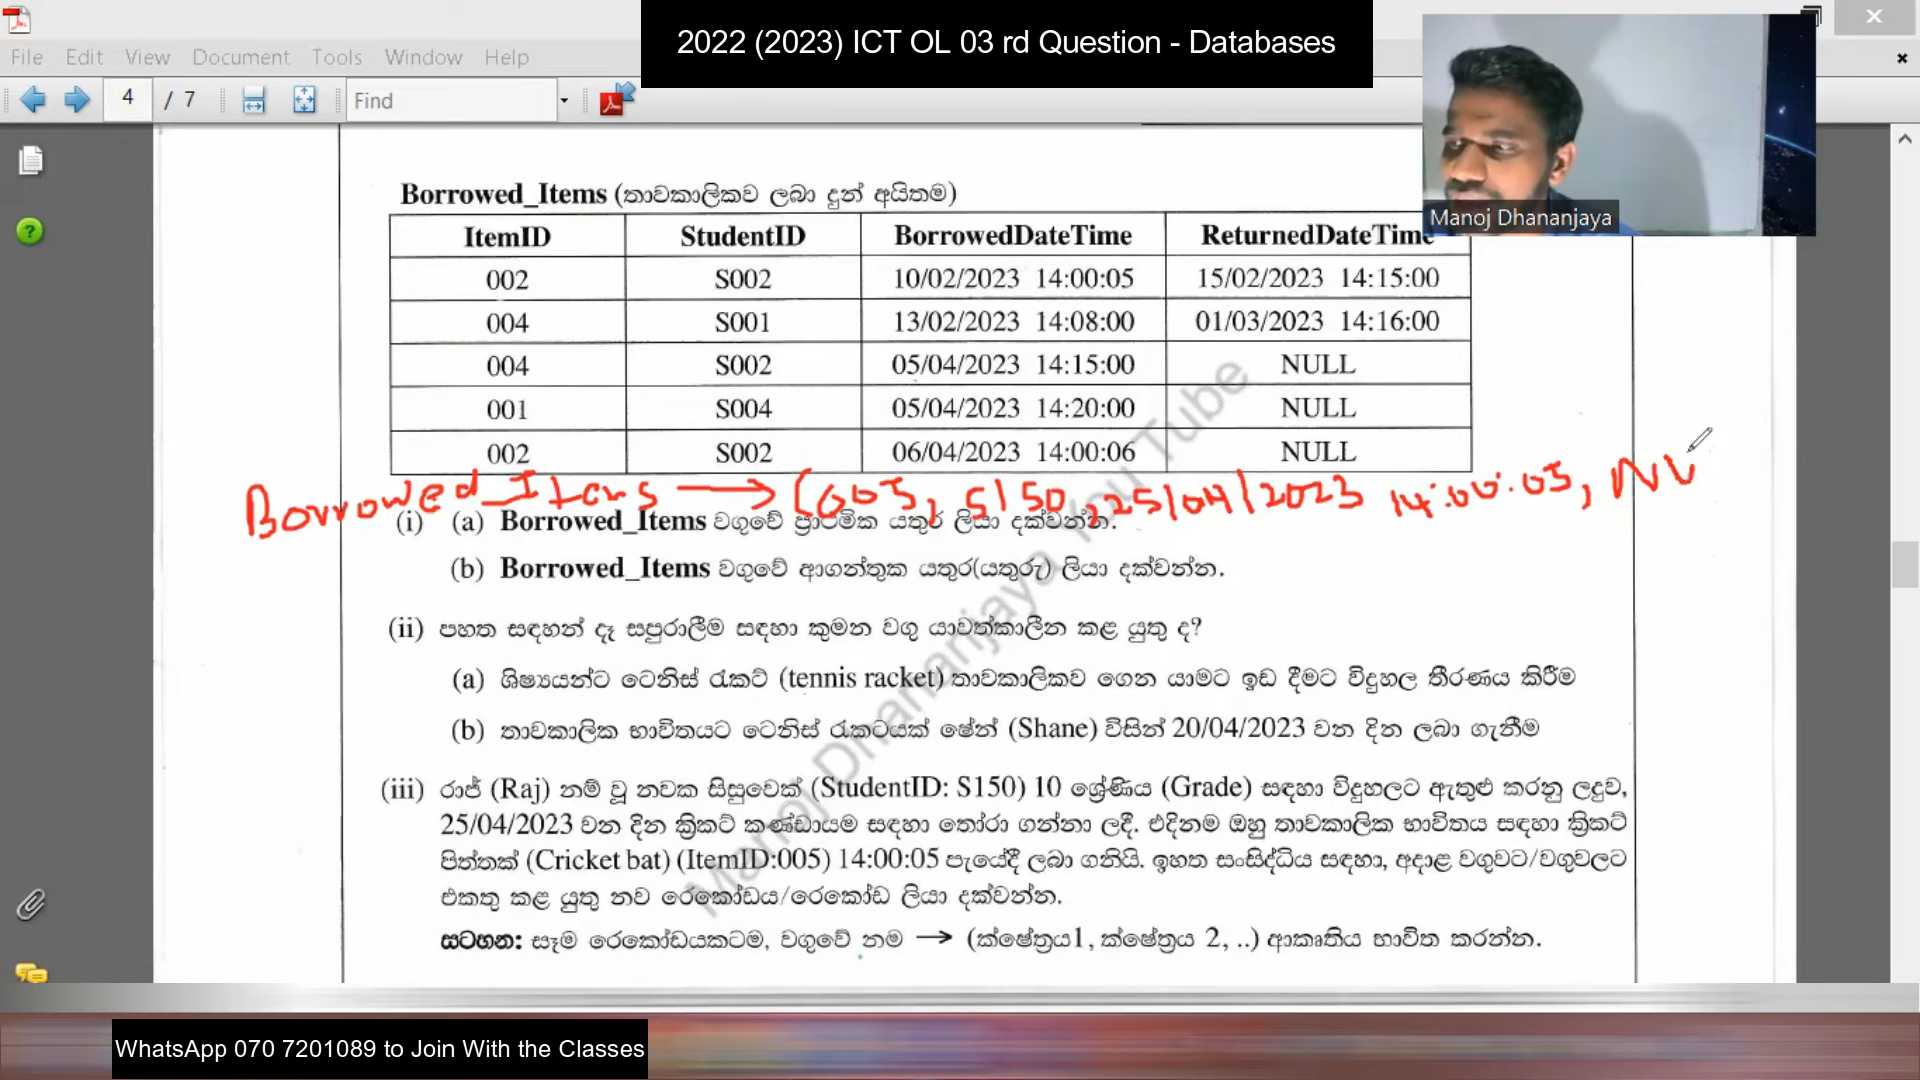 2022 (2023) ICT OL 03 rd Question - Databases
File Edit View Document Tools Window Help
4 / 7 Find
Manoj Dhananjaya
Borrowed_Items (තාවකාලිකව ලබා දුන් අයිතම)
ItemID StudentID BorrowedDateTime ReturnedDateTime
002 S002 10/02/2023 14:00:05 15/02/2023 14:15:00
004 S001 13/02/2023 14:08:00 01/03/2023 14:16:00
004 S002 05/04/2023 14:15:00 NULL
001 S004 05/04/2023 14:20:00 NULL
002 S002 06/04/2023 14:00:06 NULL
Borrowed_Items → (005, S150, 25/04/2023 14:00:05, NU
(i) (a) Borrowed_Items වගුවේ ප්‍රාථමික යතුර ලියා දක්වන්න.
(b) Borrowed_Items වගුවේ ආගන්තුක යතුර(යතුරු) ලියා දක්වන්න.
(ii) පහත සඳහන් දෑ සපුරාලීම සඳහා කුමන වගු යාවත්කාලීන කළ යුතු ද?
(a) ශිෂ්‍යයන්ට ටෙනිස් රැකට් (tennis racket) තාවකාලිකව ගෙන යාමට ඉඩ දීමට විදුහල තීරණය කිරීම
(b) තාවකාලික භාවිතයට ටෙනිස් රැකටයක් ෂේන් (Shane) විසින් 20/04/2023 වන දින ලබා ගැනීම
(iii) රාජ් (Raj) නම් වූ නවක සිසුවෙක් (StudentID: S150) 10 ශ්‍රේණිය (Grade) සඳහා විදුහලට ඇතුළු කරනු ලදුව,
25/04/2023 වන දින ක්‍රිකට් කණ්ඩායම සඳහා තෝරා ගන්නා ලදී. එදිනම ඔහු තාවකාලික භාවිතය සඳහා ක්‍රිකට්
පිත්තක් (Cricket bat) (ItemID:005) 14:00:05 පැයේදී ලබා ගනියි. ඉහත සංසිද්ධිය සඳහා, අදාළ වගුවට/වගුවලට
එකතු කළ යුතු නව රෙකෝඩය/රෙකෝඩ ලියා දක්වන්න.
සටහන: සෑම රෙකෝඩයකටම, වගුවේ නම → (ක්ෂේත්‍රය1, ක්ෂේත්‍රය 2, ..) ආකෘතිය භාවිත කරන්න.
Manoj Dhananjaya You Tube
WhatsApp 070 7201089 to Join With the Classes